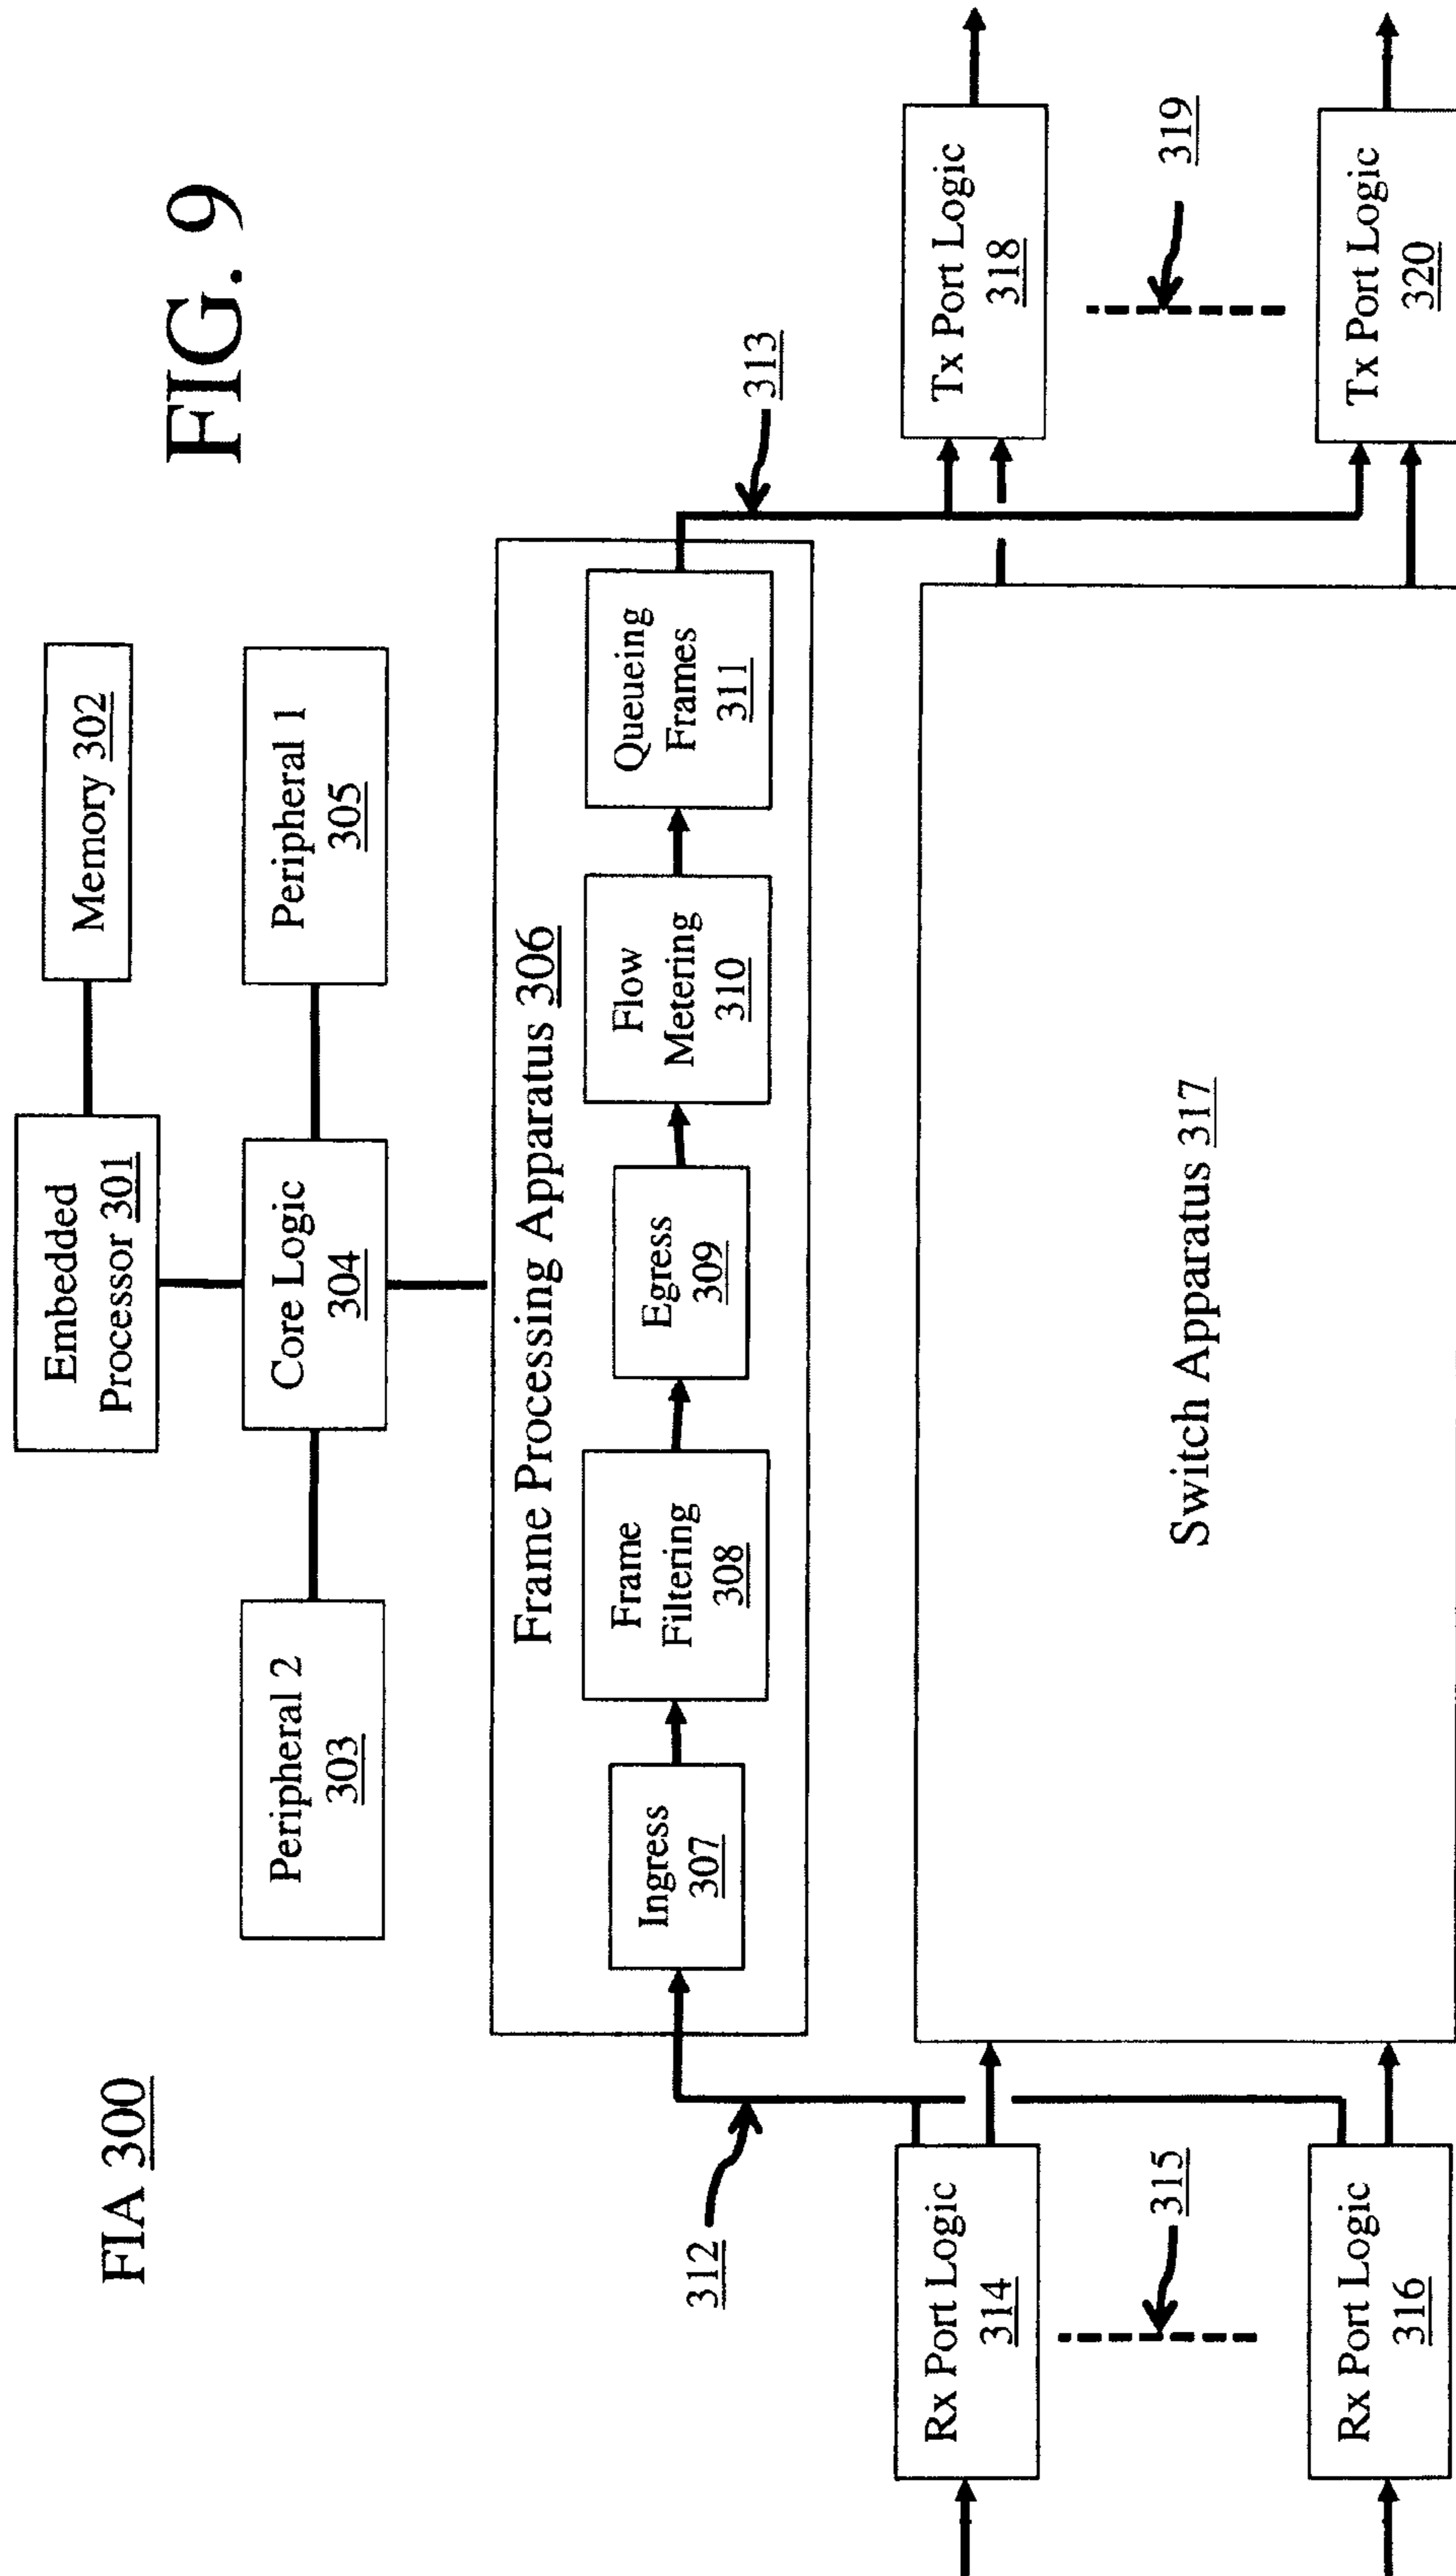 FIA 300
FIG. 9
Embedded
Processor 301
Memory 302
Peripheral 2
303
Core Logic
304
Peripheral 1
305
Frame Processing Apparatus 306
Ingress
307
Frame
Filtering
308
Egress
309
Flow
Metering
310
Queueing
Frames
311
312
313
Rx Port Logic
314
315
Rx Port Logic
316
Switch Apparatus 317
Tx Port Logic
318
319
Tx Port Logic
320